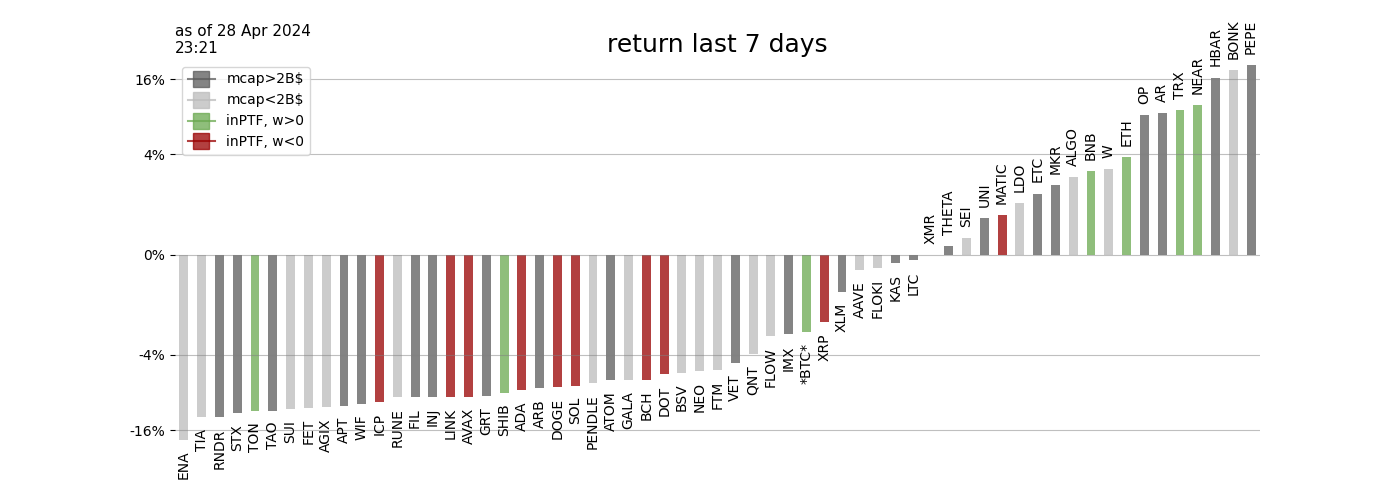 as of 28 Apr 2024
23:21
return last 7 days
mcap>2B$
mcap<2B$
inPTF, w>0
inPTF, w<0
16%
4%
0%
-4%
-16%
ENA
TIA
RNDR
STX
TON
TAO
SUI
FET
AGIX
APT
WIF
ICP
RUNE
FIL
INJ
LINK
AVAX
GRT
SHIB
ADA
ARB
DOGE
SOL
PENDLE
ATOM
GALA
BCH
DOT
BSV
NEO
FTM
VET
QNT
FLOW
IMX
*BTC*
XRP
XLM
AAVE
FLOKI
KAS
LTC
XMR
THETA
SEI
UNI
MATIC
LDO
ETC
MKR
ALGO
BNB
W
ETH
OP
AR
TRX
NEAR
HBAR
BONK
PEPE